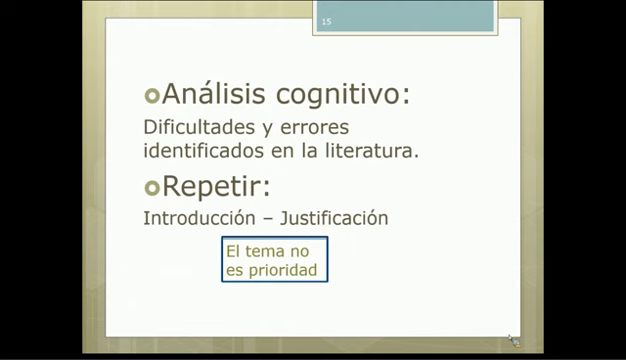 15
Análisis cognitivo:
Dificultades y errores
identificados en la literatura.
Repetir:
Introducción – Justificación
El tema no
es prioridad